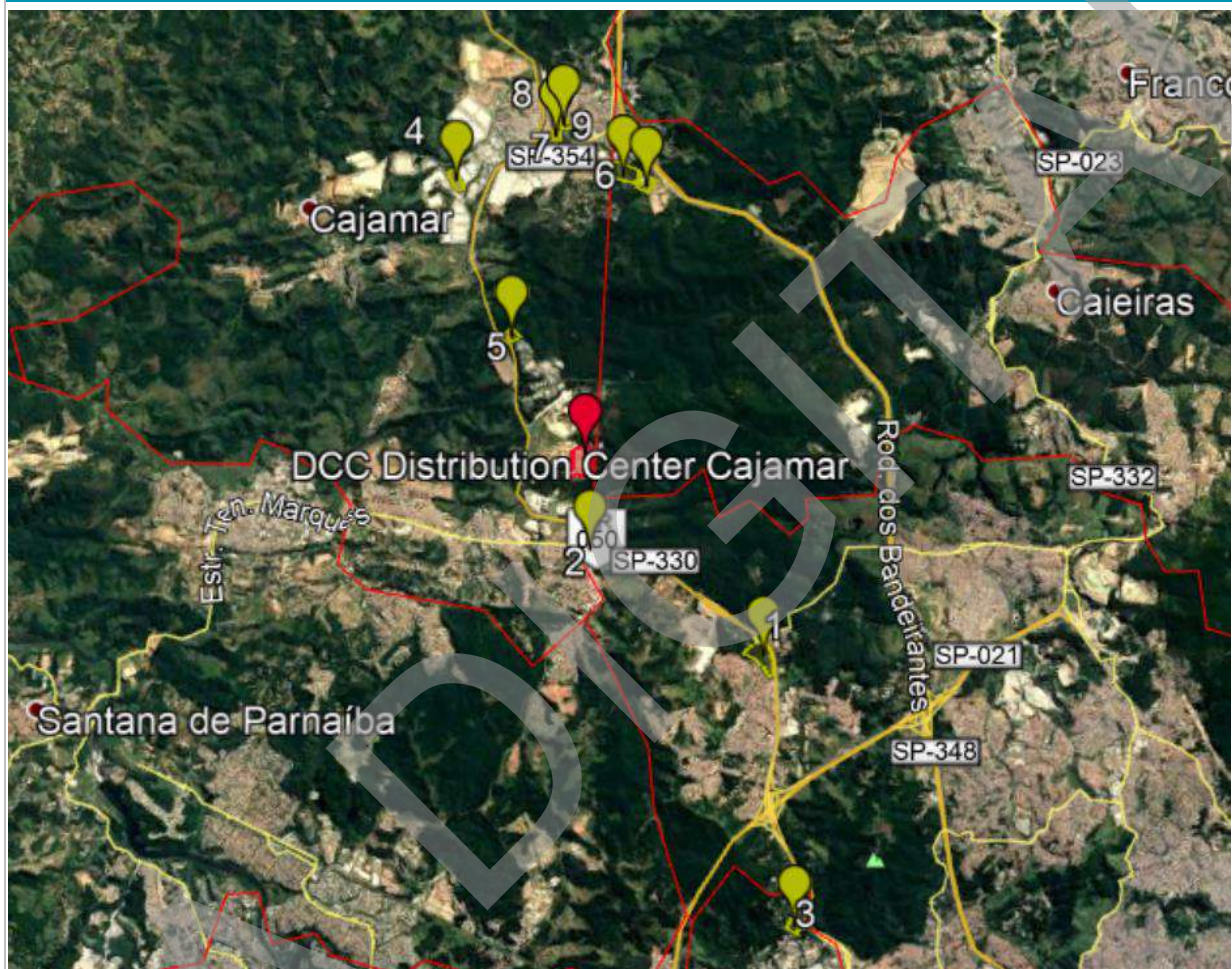 8
9
Franco
4
7
SP-354
SP-023
6
Cajamar
Caieiras
5
DCC Distribution Center Cajamar
Rod. dos Bandeirantes
SP-332
Estr. Ten. Marques
050
2
SP-330
1
SP-021
Santana de Parnaíba
SP-348
3
DIGITA